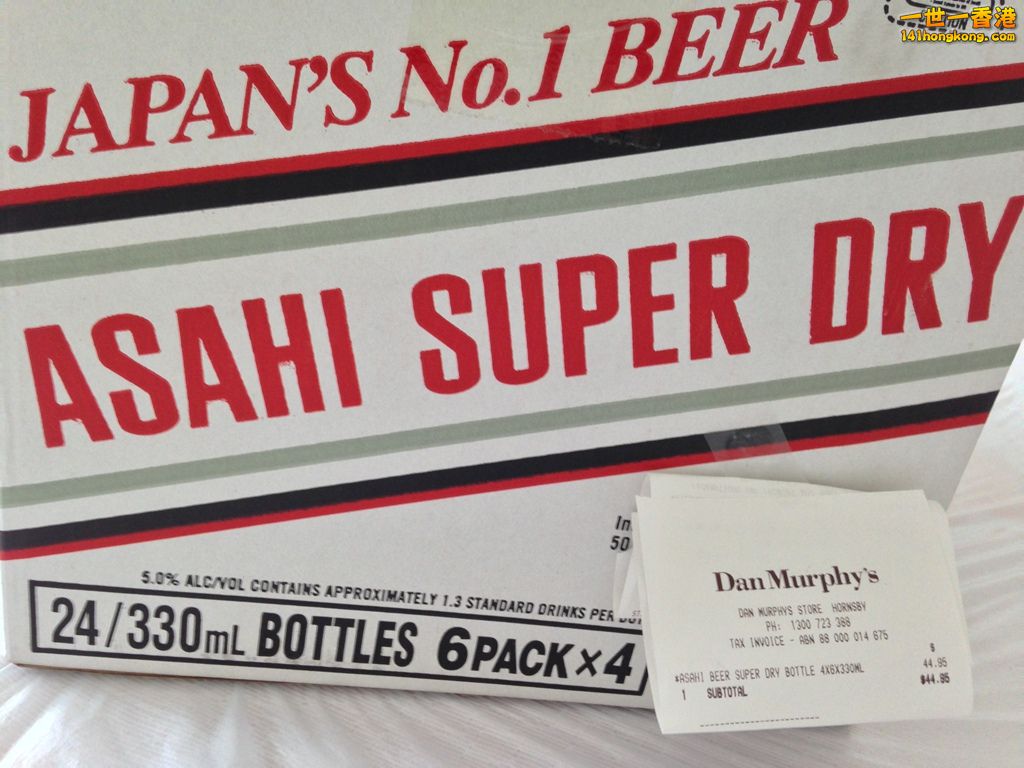 一世一香港
141hongkong.com
JAPAN'S No.1 BEER
ASAHI SUPER DRY
In
50
5.0% ALC/VOL CONTAINS APPROXIMATELY 1.3 STANDARD DRINKS PER
24/330mL BOTTLES 6PACK×4
Dan Murphy's
DAN MURPHYS STORE HORNSBY
PH: 1300 723 388
TAX INVOICE - ABN 88 000 014 675
$
*ASAHI BEER SUPER DRY BOTTLE 4X6X330ML 44.95
1 SUBTOTAL $44.95